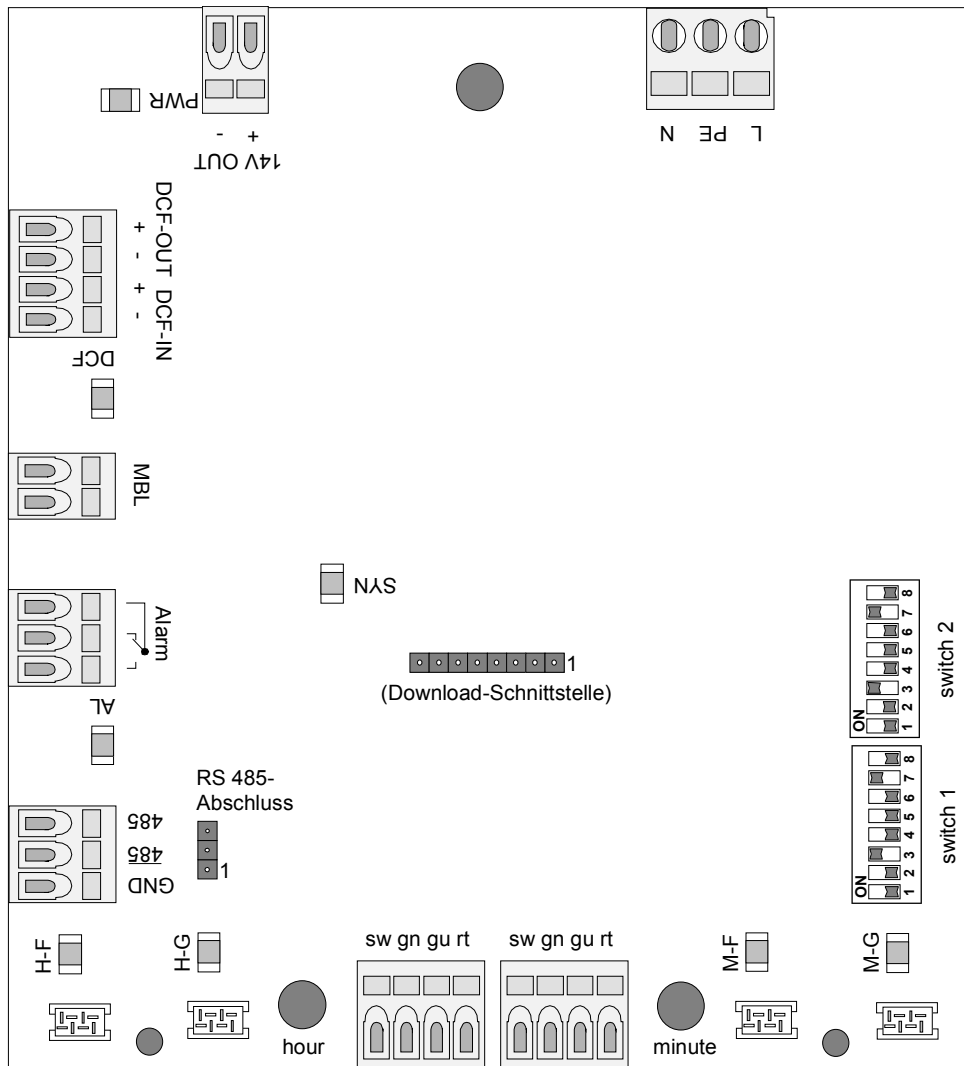 PWR
- +
14V OUT
N PE L
DCF-OUT
+
-
DCF-IN
+
-
DCF
MBL
SYN
Alarm
1
(Download-Schnittstelle)
AL
switch 2
ON
1 2 3 4 5 6 7 8
RS 485-
Abschluss
1
switch 1
ON
1 2 3 4 5 6 7 8
485
485
GND
H-F
H-G
sw gn gu rt
sw gn gu rt
M-F
M-G
hour
minute